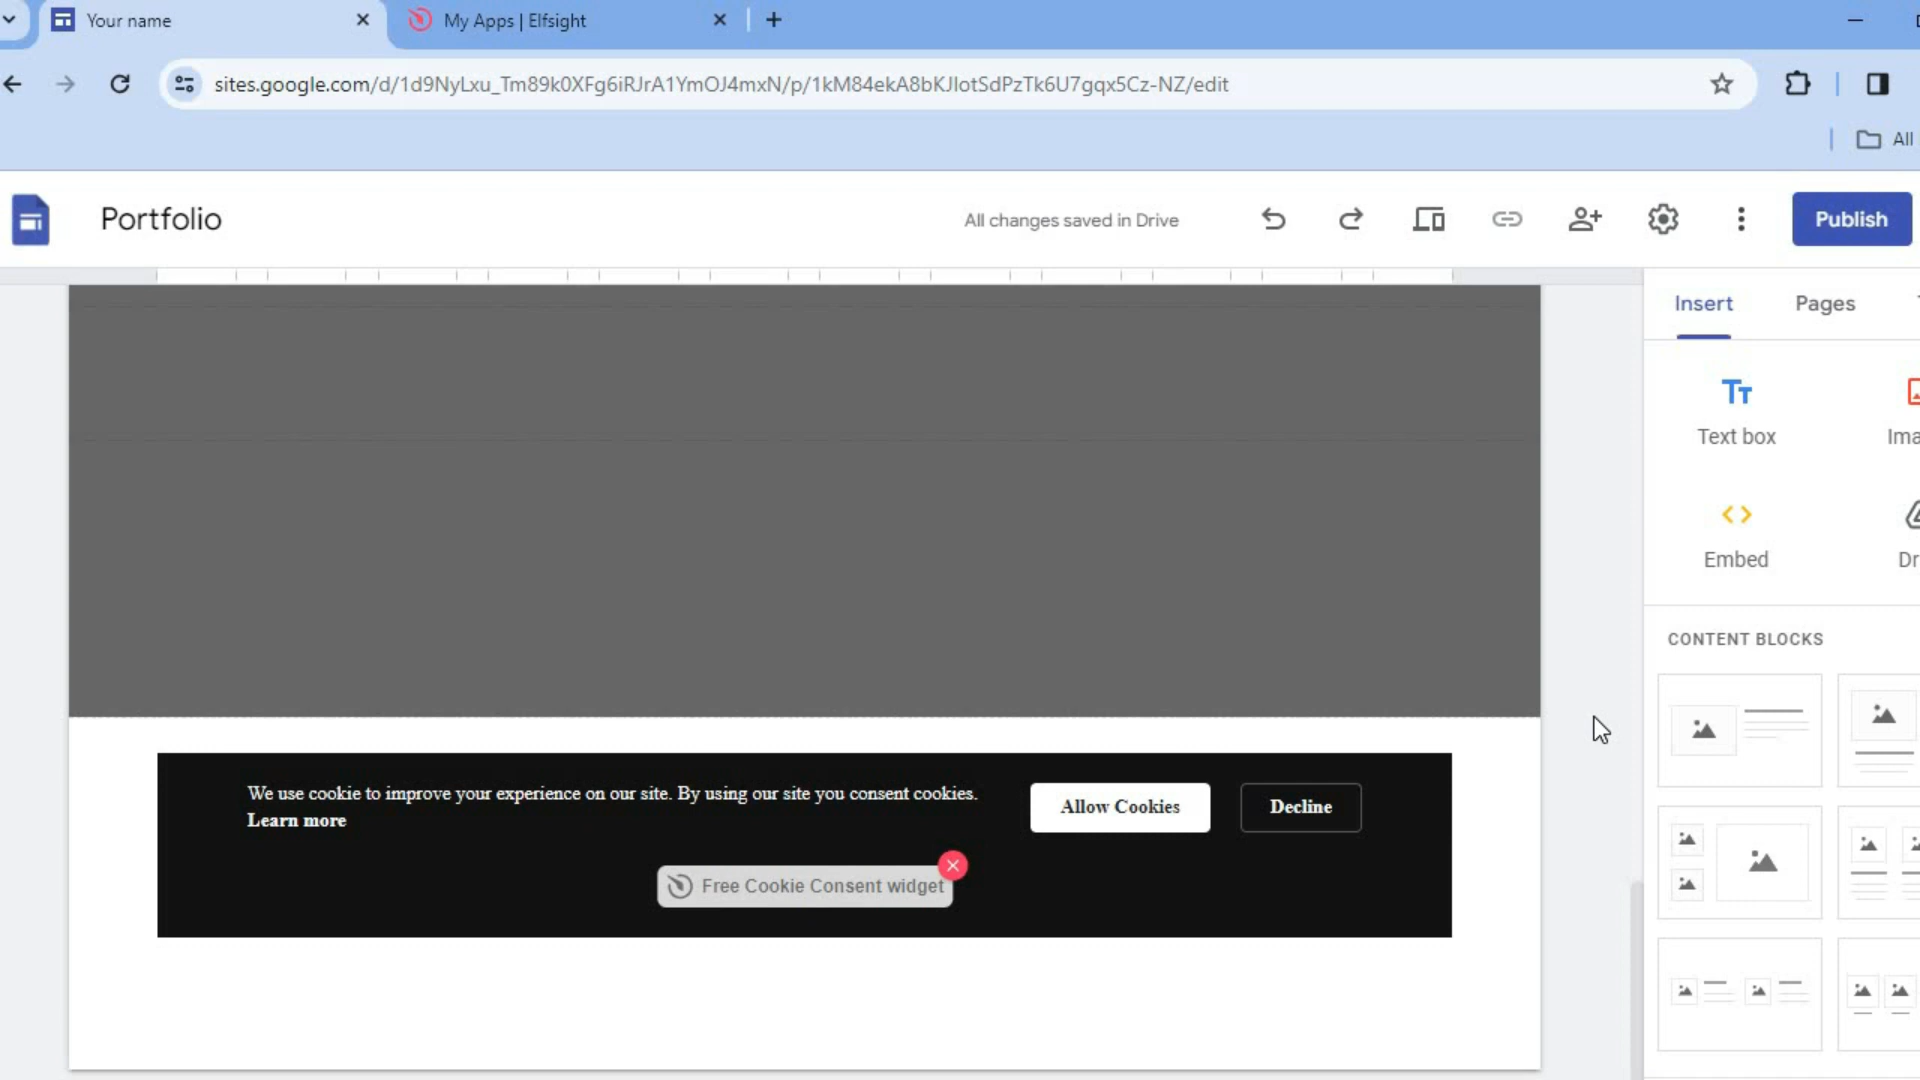 Your name
My Apps | Elfsight
sites.google.com/d/1d9NyLxu_Tm89k0XFg6iRJrA1YmOJ4mxN/p/1kM84ekA8bKJlotSdPzTk6U7gqx5Cz-NZ/edit
All
Portfolio
All changes saved in Drive
Publish
Insert
Pages
Text box
Ima
Embed
Dr
CONTENT BLOCKS
We use cookie to improve your experience on our site. By using our site you consent cookies.
Learn more
Allow Cookies
Decline
Free Cookie Consent widget